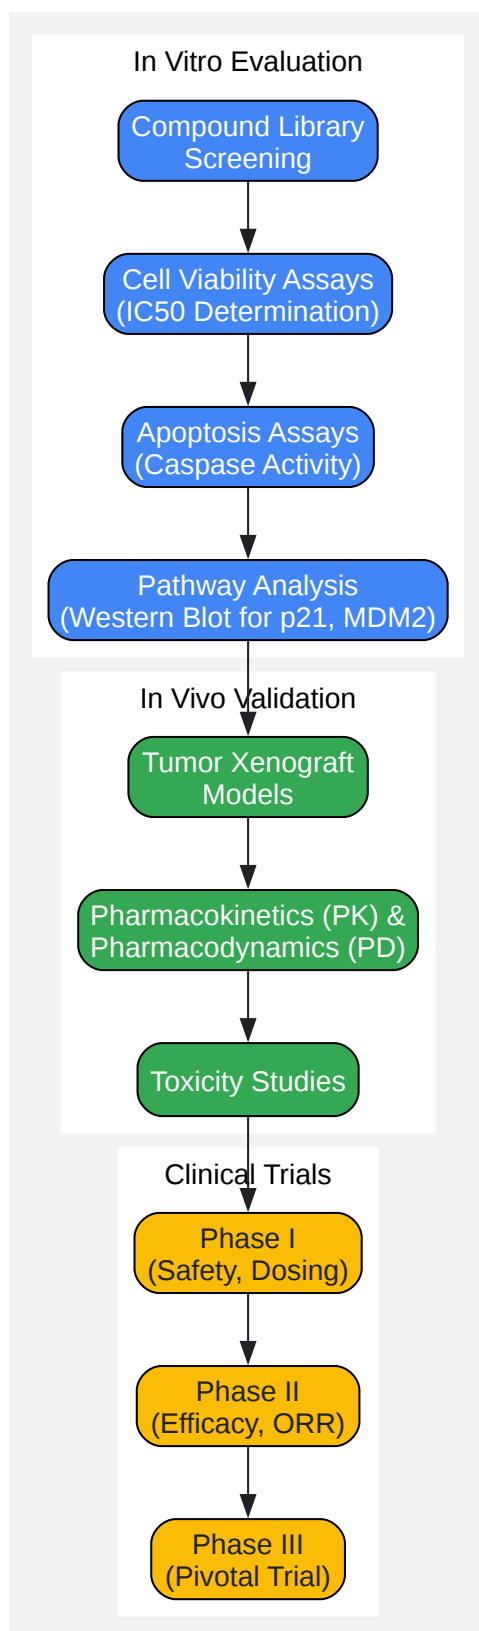 In Vitro Evaluation
Compound Library
Screening
Cell Viability Assays
(IC50 Determination)
Apoptosis Assays
(Caspase Activity)
Pathway Analysis
(Western Blot for p21, MDM2)
In Vivo Validation
Tumor Xenograft
Models
Pharmacokinetics (PK) &
Pharmacodynamics (PD)
Toxicity Studies
Clinical Trials
Phase I
(Safety, Dosing)
Phase II
(Efficacy, ORR)
Phase III
(Pivotal Trial)